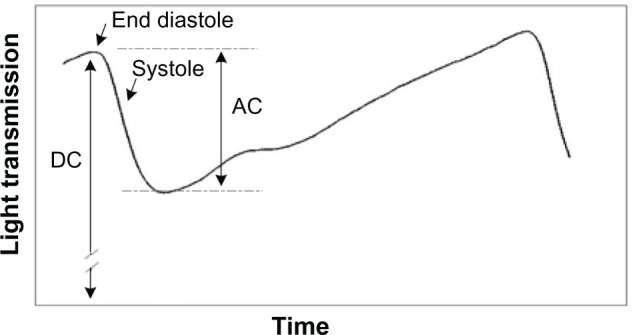 End diastole
Systole
AC
DC
Light transmission
Time